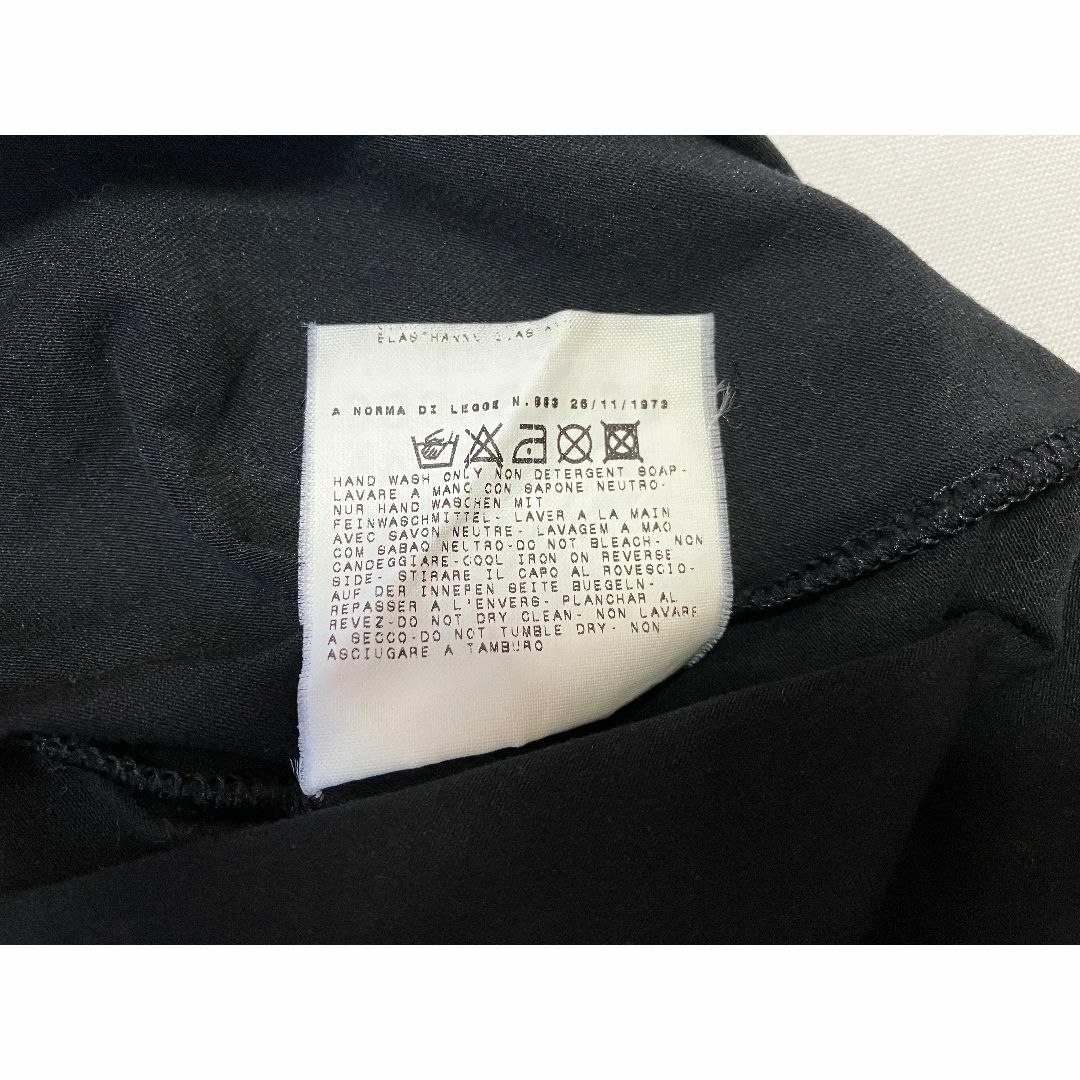 A NORMA DI LEGGE N.883 26/11/1973
HAND WASH ONLY NON DETERGENT SOAP-
LAVARE A MANO CON SAPONE NEUTRO-
NUR HAND WASCHEN MIT
FEINWASCHMITTEL- LAVER A LA MAIN
AVEC SAVON NEUTRE- LAVAGEM A MAO
COM SABAO NEUTRO-DO NOT BLEACH- NON
CANDEGGIARE-COOL IRON ON REVERSE
SIDE- STIRARE IL CAPO AL ROVESCIO-
AUF DER INNEPEN SEITE BUEGELN-
REPASSER A L'ENVERS- PLANCHAR AL
REVEZ-DO NOT DRY CLEAN- NON LAVARE
A SECCO-DO NOT TUMBLE DRY- NON
ASCIUGARE A TAMBURO